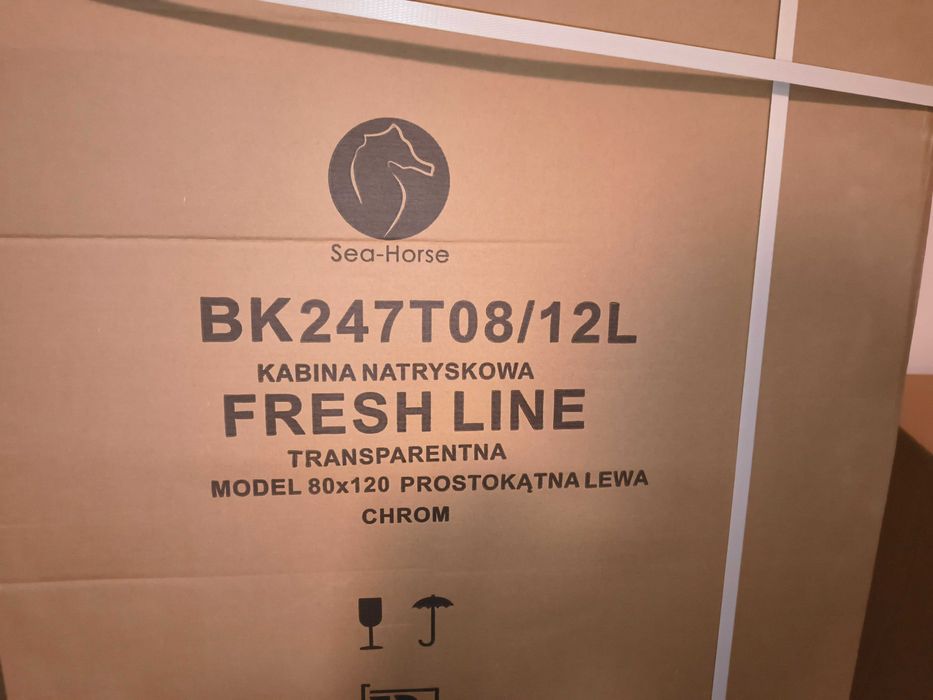 Sea-Horse
BK247T08/12L
KABINA NATRYSKOWA
FRESH LINE
TRANSPARENTNA
MODEL 80x120 PROSTOKĄTNA LEWA
CHROM